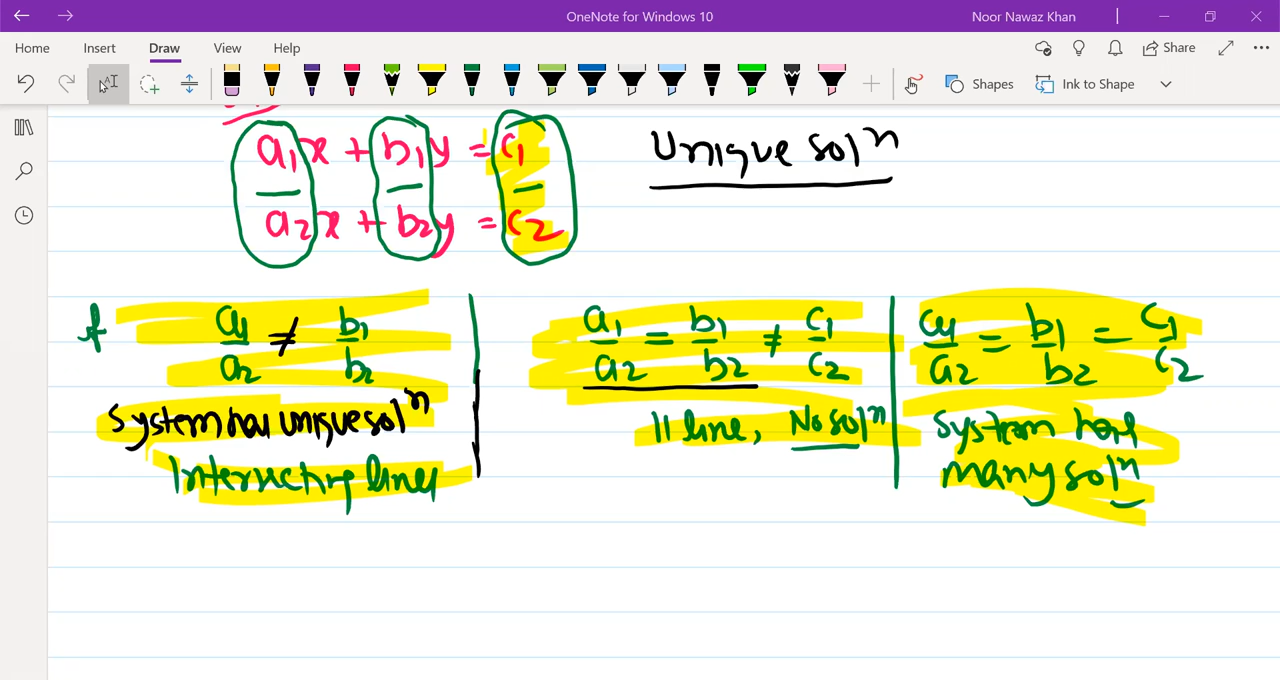 OneNote for Windows 10
Noor Nawaz Khan
Home Insert Draw View Help
Share
Shapes
Ink to Shape
a1x + b1y = c1
a2x + b2y = c2
Unique solⁿ
a1/a2 ≠ b1/b2
System has unique solⁿ
Intersecting lines
a1/a2 = b1/b2 ≠ c1/c2
|| line, No solⁿ
a1/a2 = b1/b2 = c1/c2
System have
many solⁿ